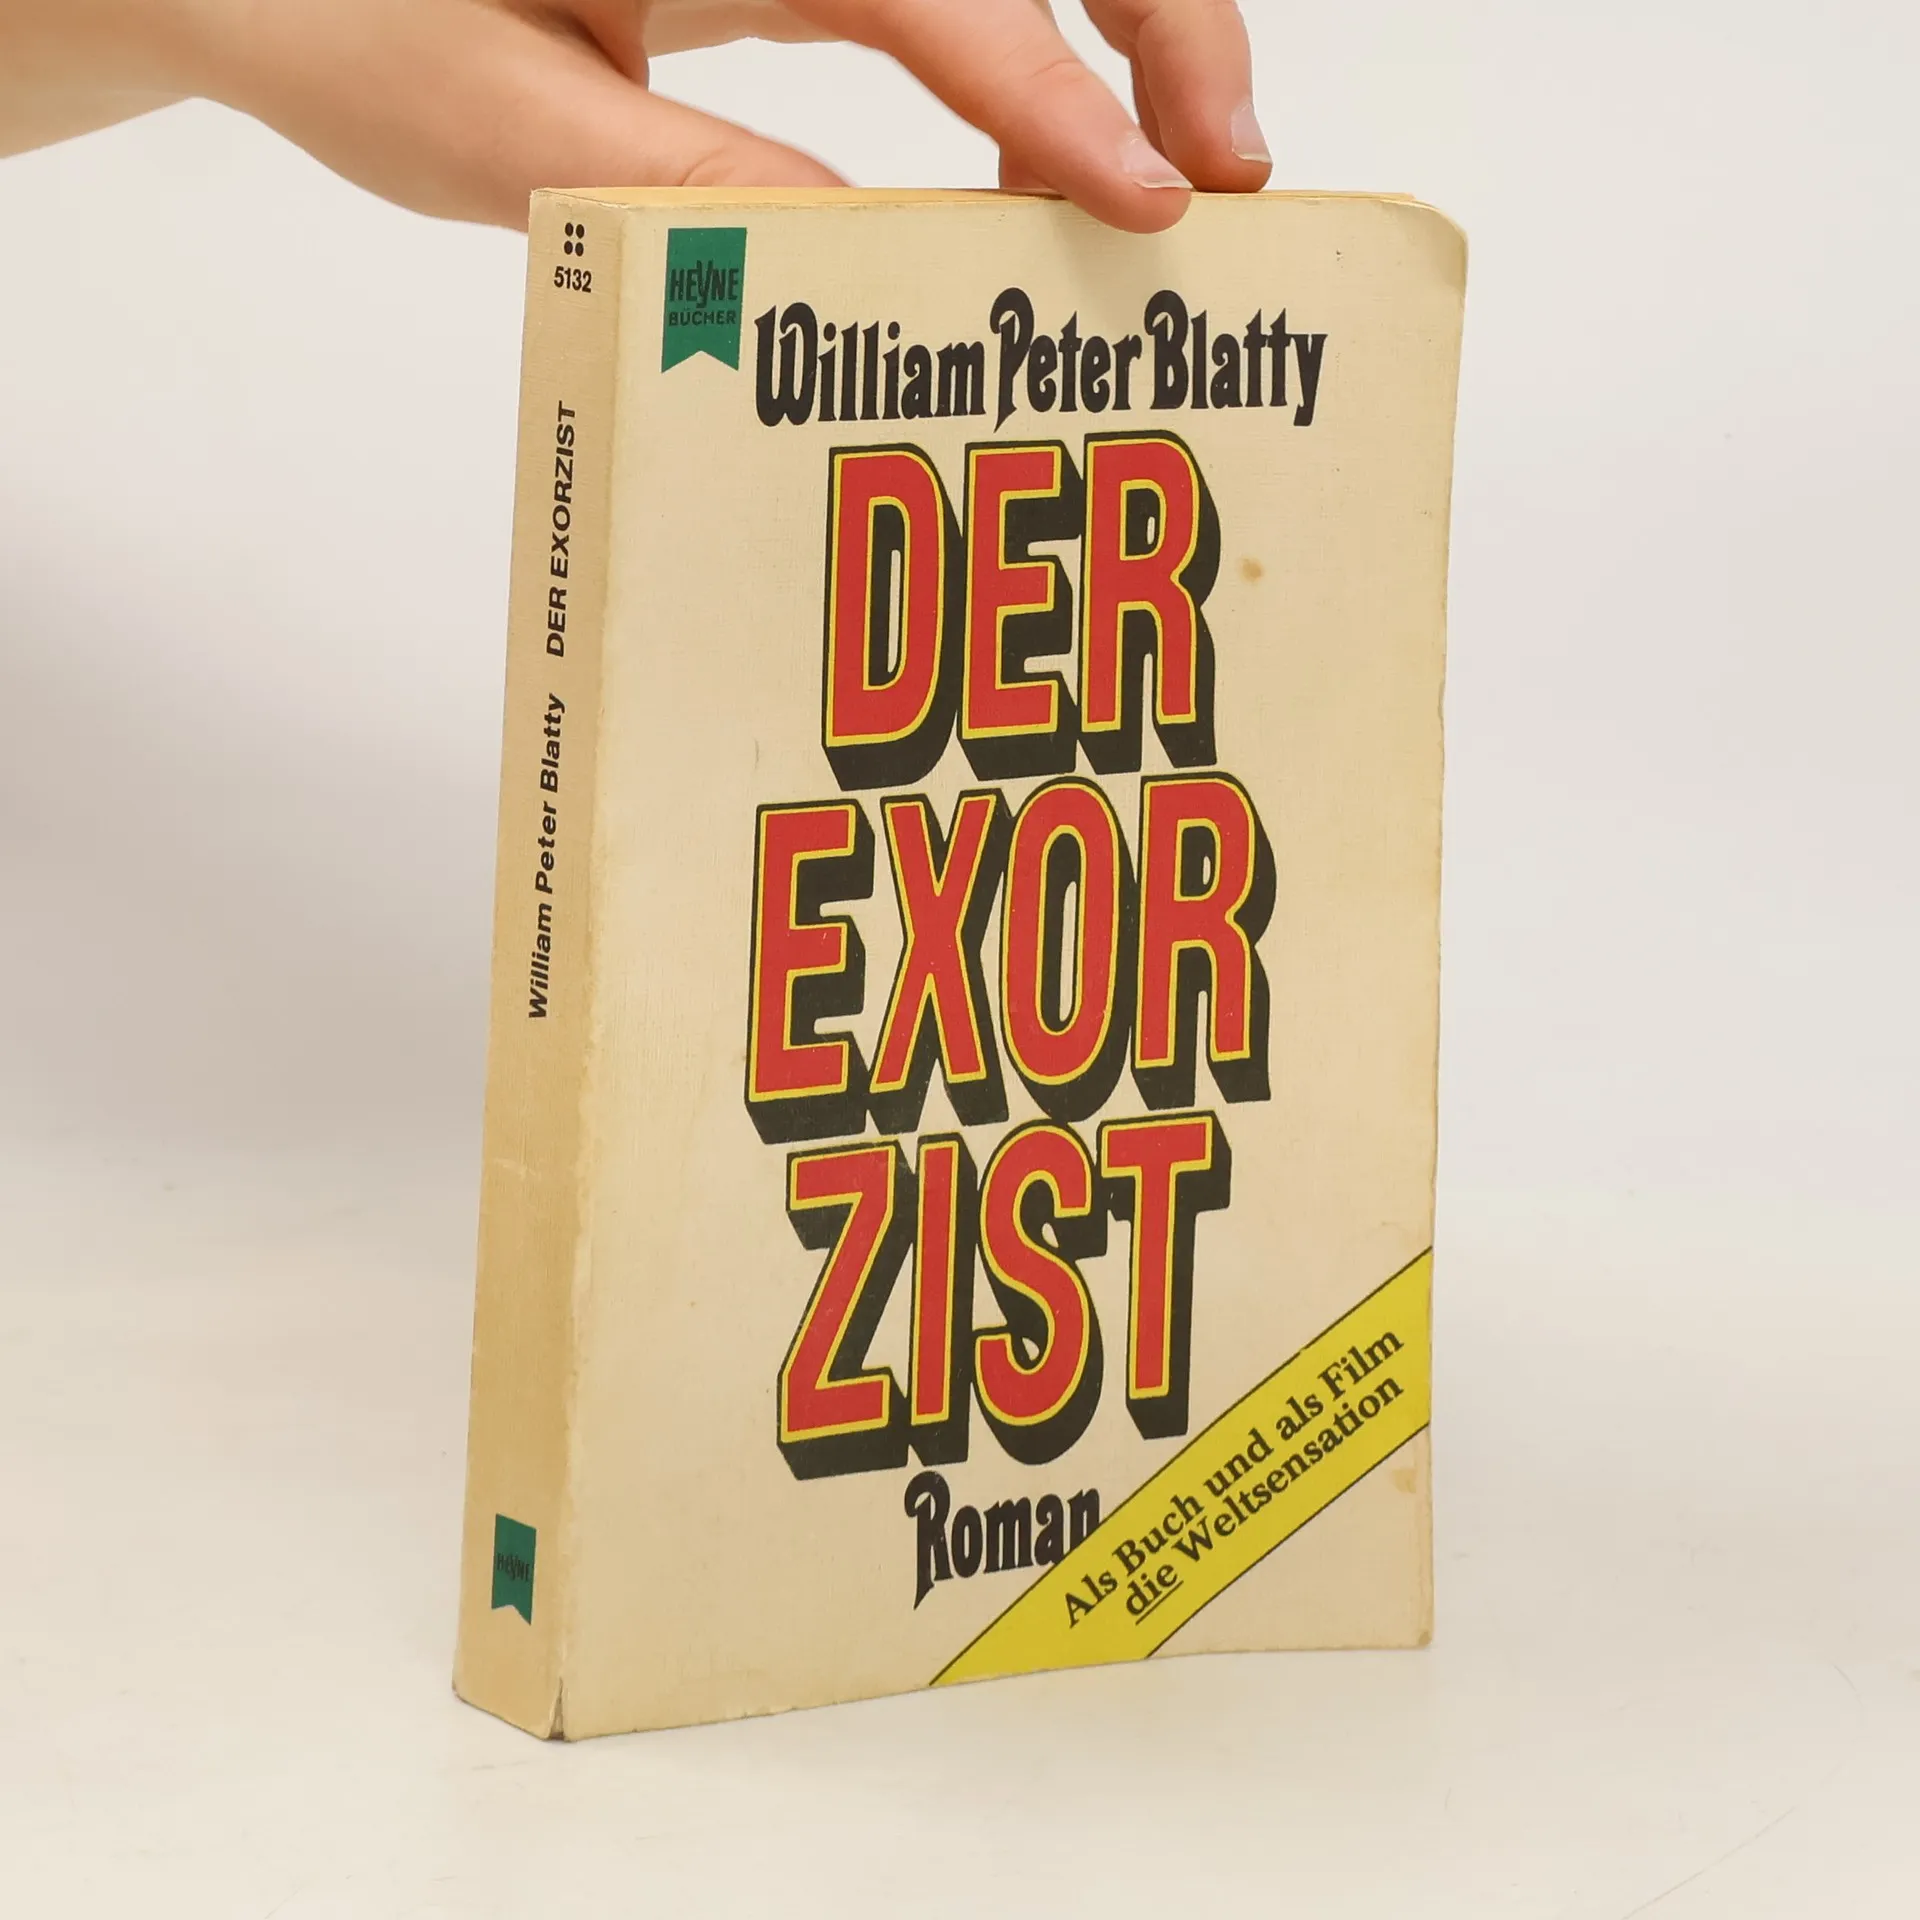 5132
William Peter Blatty DER EXORZIST
HEYNE
HEYNE
BÜCHER
William Peter Blatty
DER
EXOR
ZIST
Roman
Als Buch und als Film
die Weltsensation